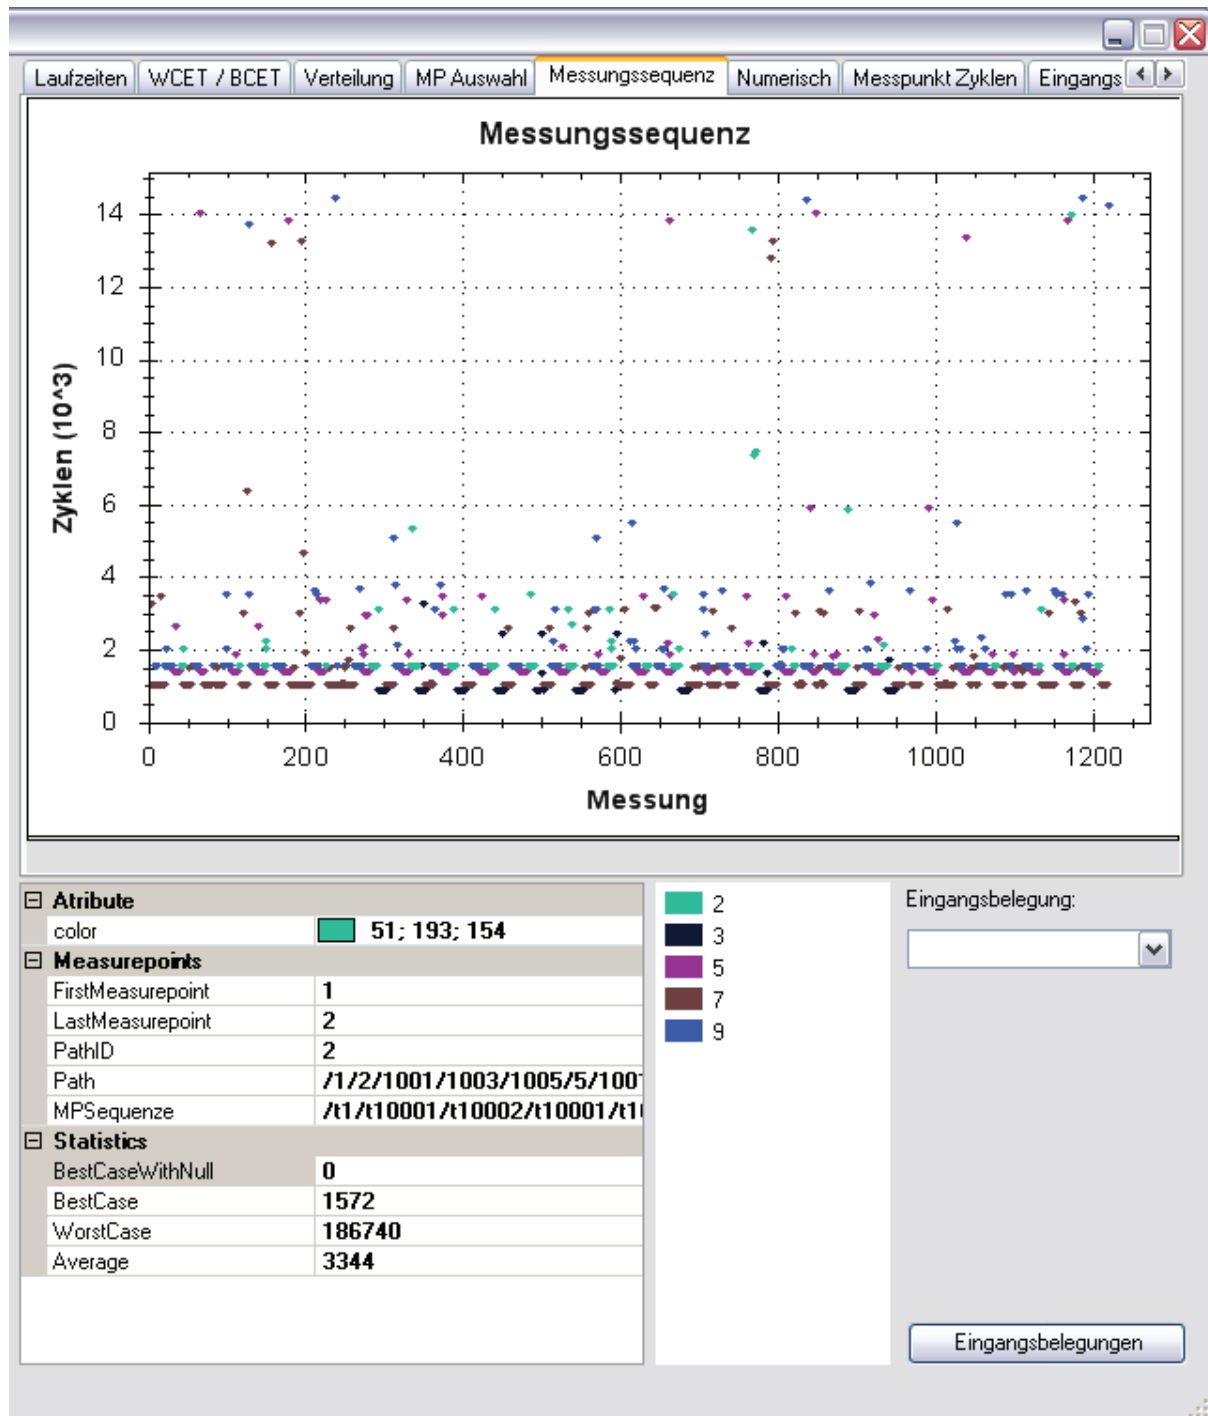 Laufzeiten WCET / BCET Verteilung MP Auswahl Messungssequenz Numerisch Messpunkt Zyklen Eingangs
Messungssequenz
Zyklen (10^3)
14
12
10
8
6
4
2
0
0 200 400 600 800 1000 1200
Messung
Atribute
color 51; 193; 154
Measurepoints
FirstMeasurepoint 1
LastMeasurepoint 2
PathID 2
Path /1/2/1001/1003/1005/5/100
MPSequenze /t1/t10001/t10002/t10001/t1
Statistics
BestCaseWithNull 0
BestCase 1572
WorstCase 186740
Average 3344
2
3
5
7
9
Eingangsbelegung:
Eingangsbelegungen